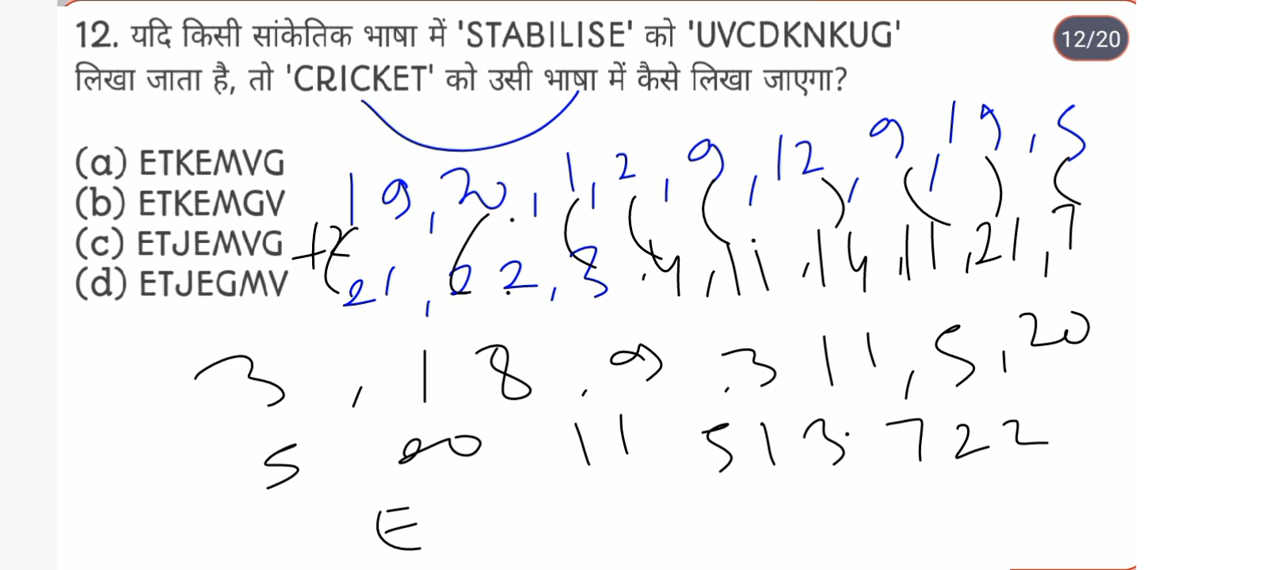 12. यदि किसी सांकेतिक भाषा में 'STABILISE' को 'UVCDKNKUG'
12/20
लिखा जाता है, तो 'CRICKET' को उसी भाषा में कैसे लिखा जाएगा?
(a) ETKEMVG
(b) ETKEMGV
(c) ETJEMVG
(d) ETJEGMV
19, 20, 1, 2, 9, 12, 9, 19, 5
+2
21, 22, 3 4, 11, 14, 11, 21, 7
3, 18, 9 3 11, 5, 20
5 20 11 5 13 7 22
E